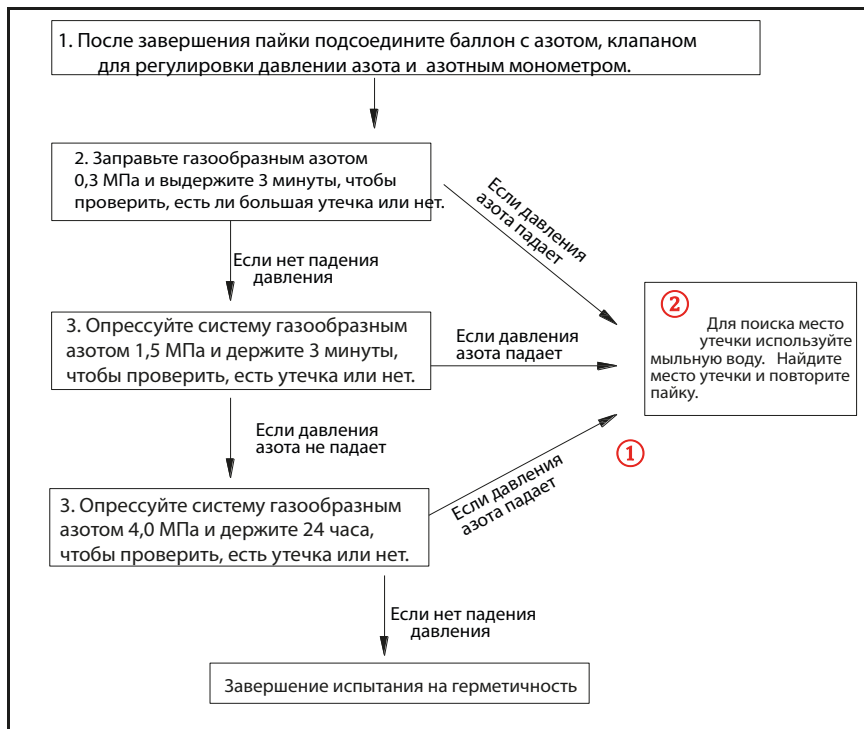 1. После завершения пайки подсоедините баллон с азотом, клапаном
для регулировки давлении азота и азотным монометром.
2. Заправьте газообразным азотом
0,3 МПа и выдержите 3 минуты, чтобы
проверить, есть ли большая утечка или нет.
Если давления
азота падает
Если нет падения
давления
②
Для поиска место
утечки используйте
мыльную воду. Найдите
место утечки и повторите
пайку.
3. Опрессуйте систему газообразным
азотом 1,5 МПа и держите 3 минуты,
чтобы проверить, есть утечка или нет.
Если давления
азота падает
Если давления
азота не падает
①
Если давления
азота падает
3. Опрессуйте систему газообразным
азотом 4,0 МПа и держите 24 часа,
чтобы проверить, есть утечка или нет.
Если нет падения
давления
Завершение испытания на герметичность